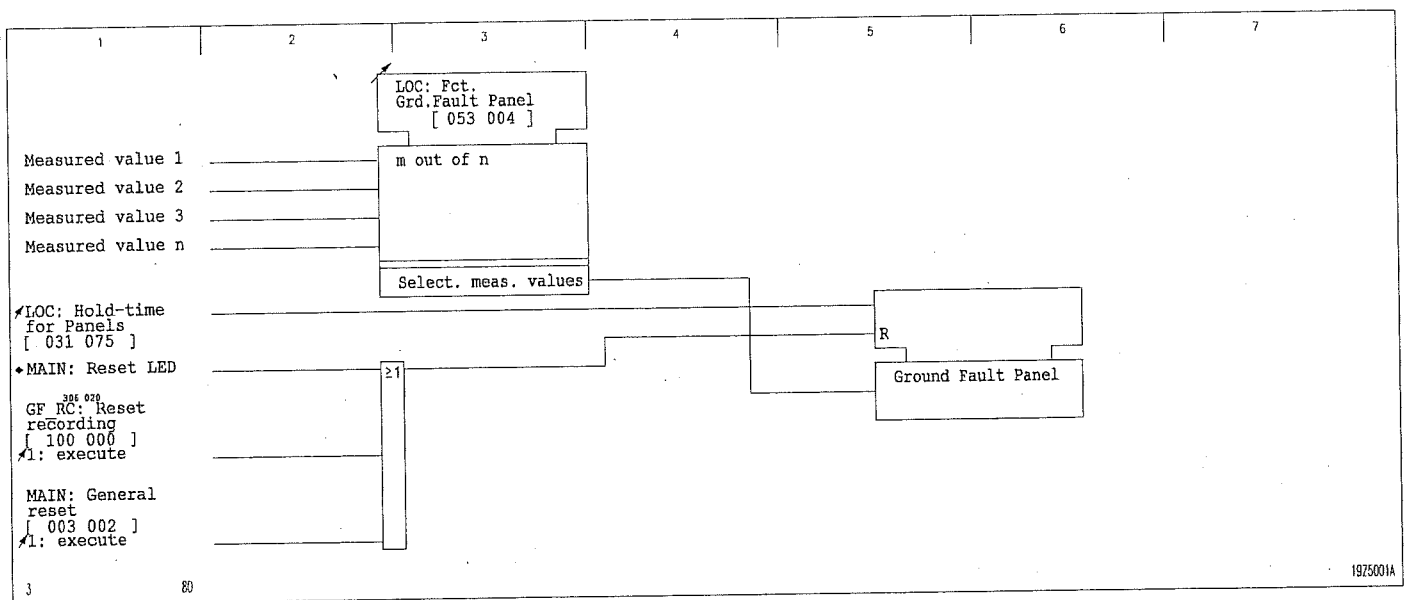 1 2 3 4 5 6 7
LOC: Fct.
Grd.Fault Panel
[ 053 004 ]
Measured value 1
Measured value 2
Measured value 3
Measured value n
m out of n
Select. meas. values
LOC: Hold-time
for Panels
[ 031 075 ]
R
MAIN: Reset LED
≥1
Ground Fault Panel
306 020
GF_RC: Reset
recording
[ 100 000 ]
1: execute
MAIN: General
reset
[ 003 002 ]
1: execute
3 80
19Z5001A